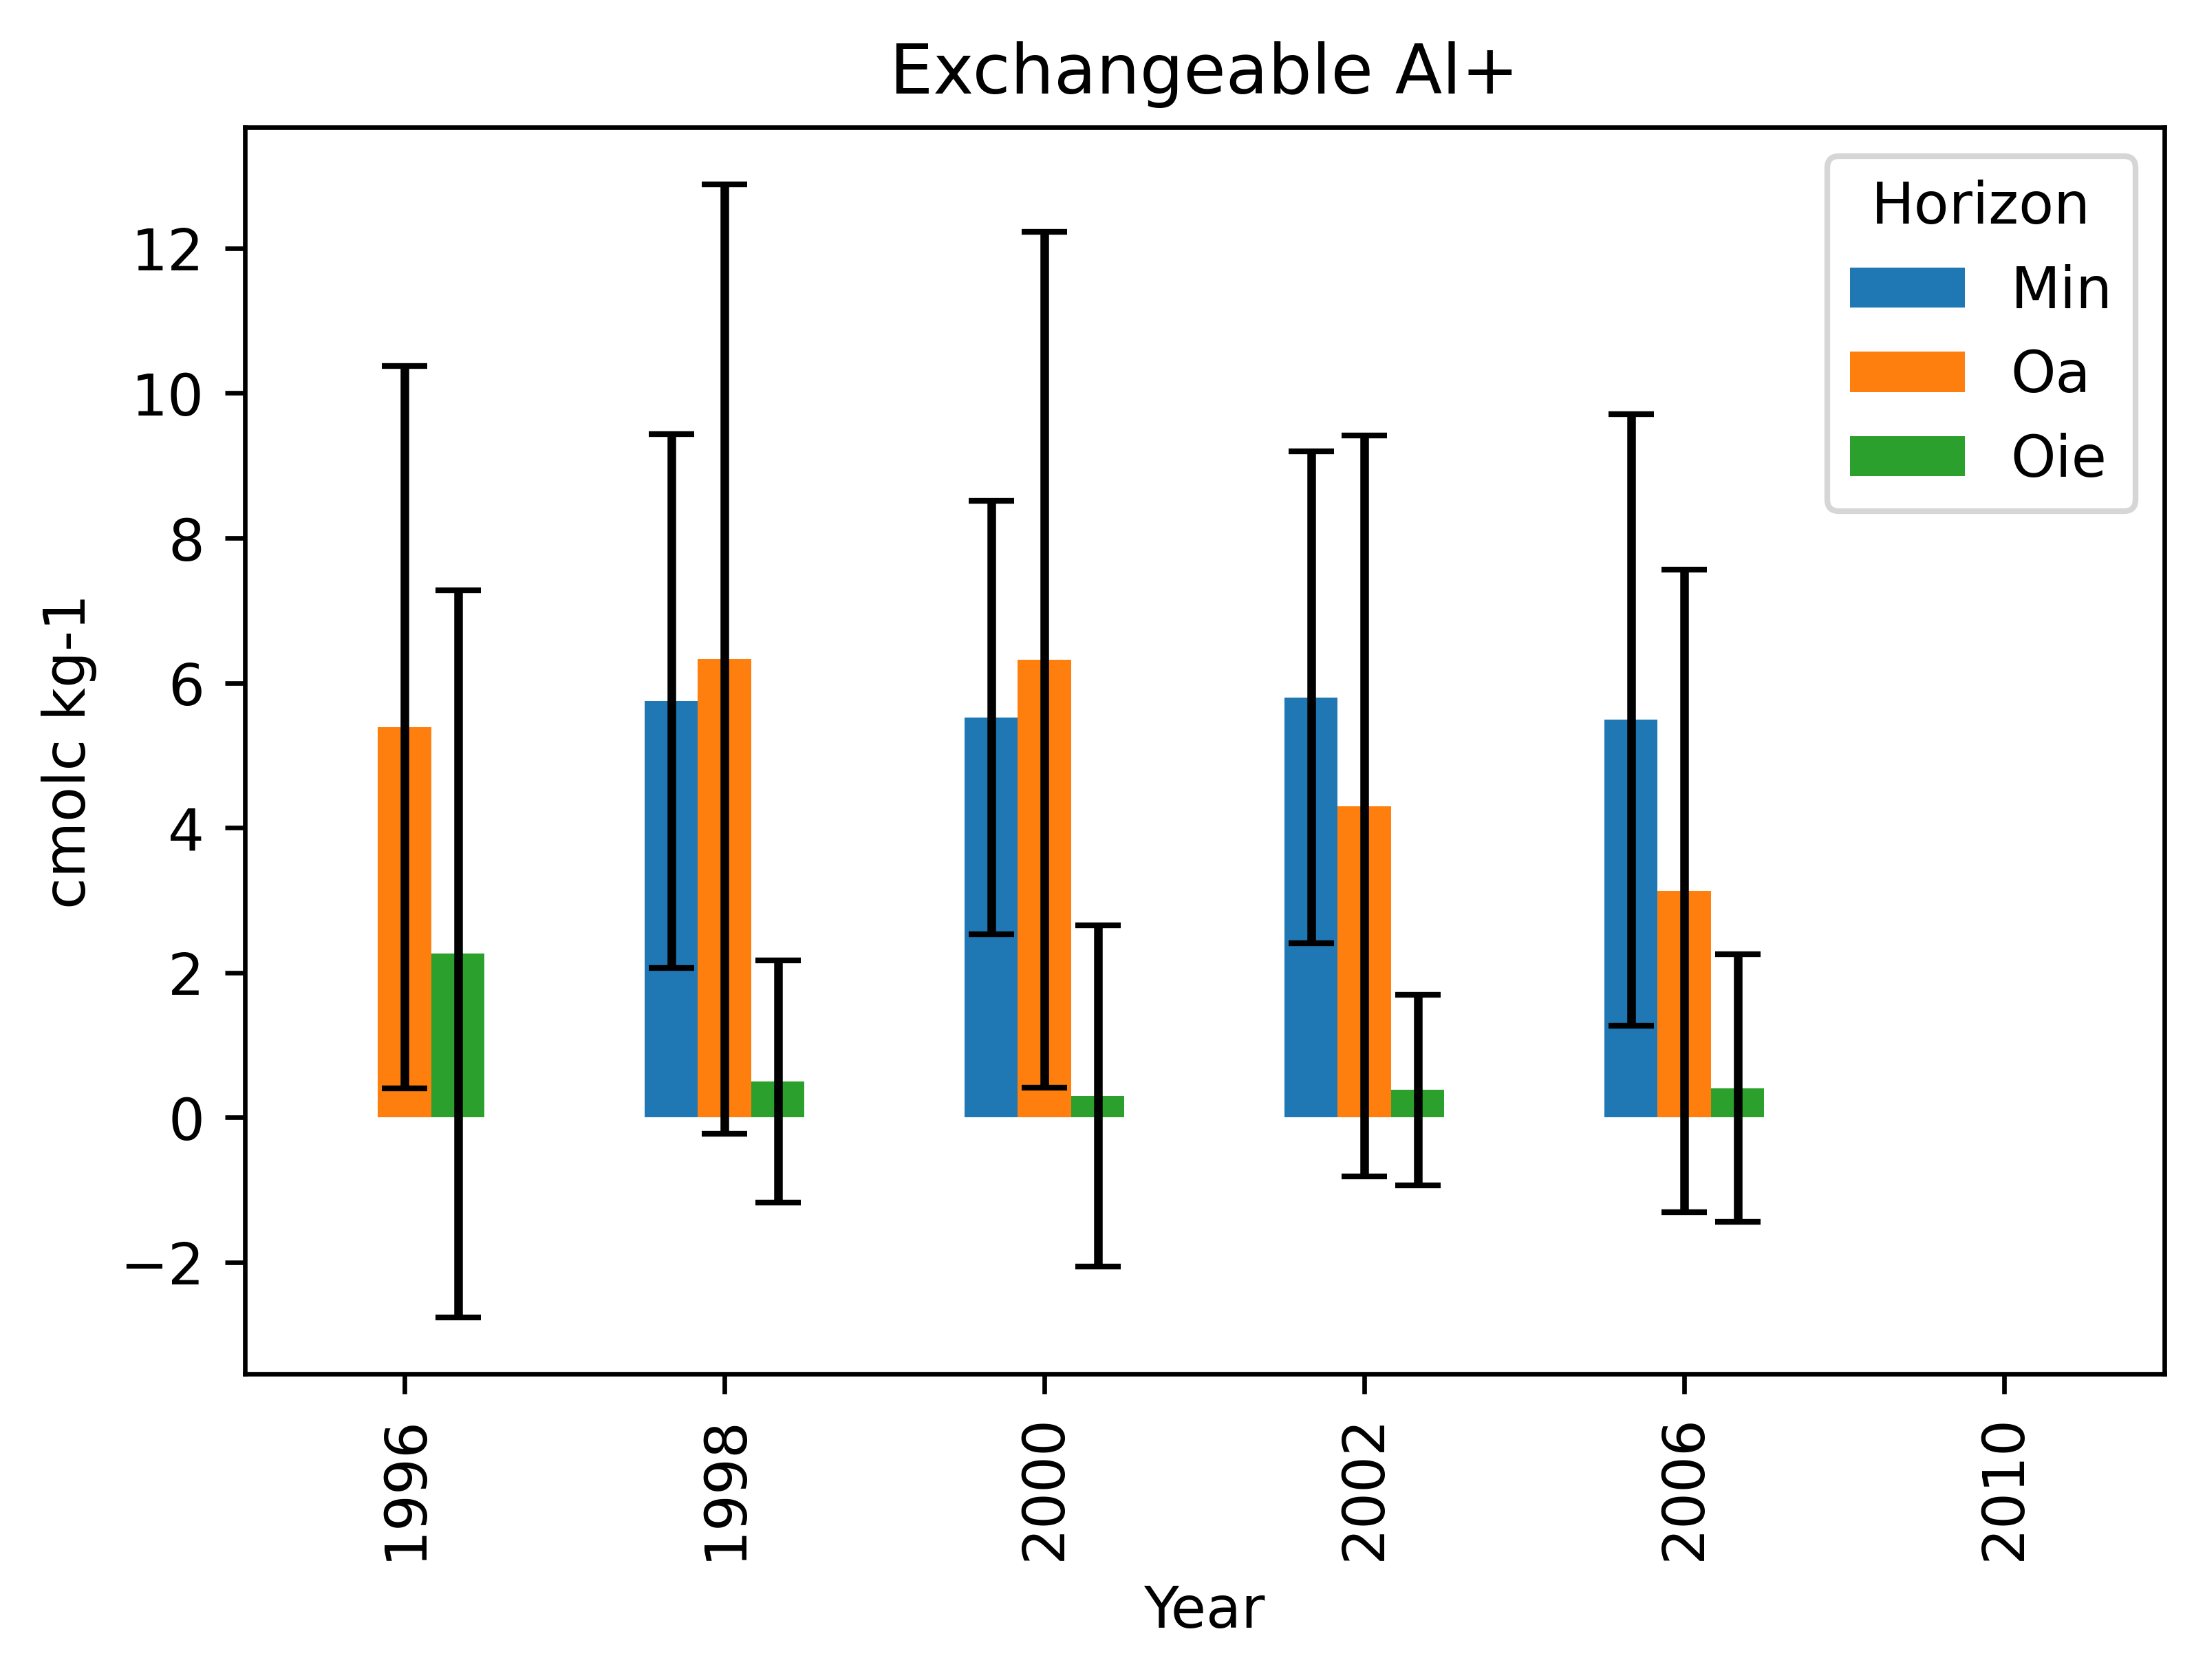 Exchangeable Al+
Horizon
Min
Oa
Oie
12
10
8
6
4
2
0
−2
cmolc kg-1
1996
1998
2000
2002
2006
2010
Year